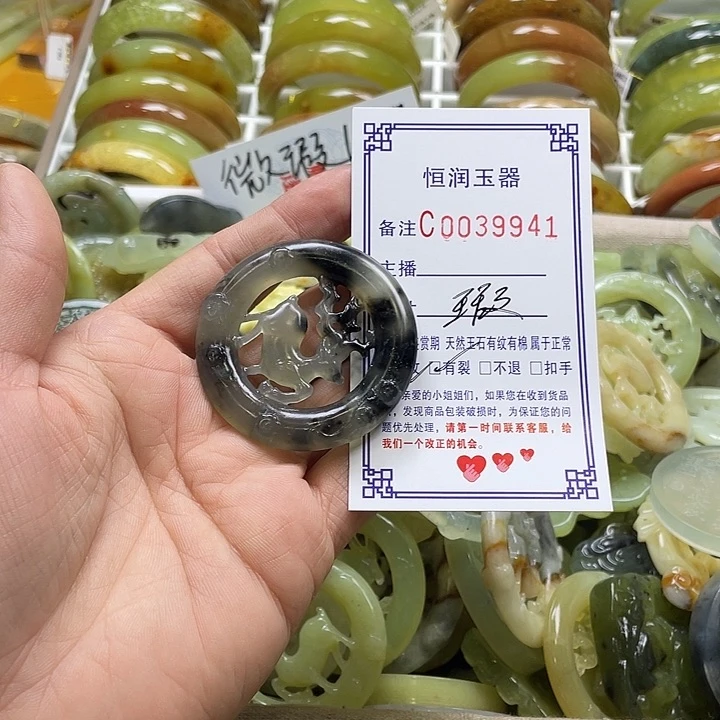 微瑕
恒润玉器
备注C0039941
主播
赏期 天然玉石有纹有棉 属于正常
□有裂 □不退 □扣手
亲爱的小姐姐们，如果您在收到货品
，发现商品包装破损时，为保证您的问
题优先处理，请第一时间联系客服，给
我们一个改正的机会。